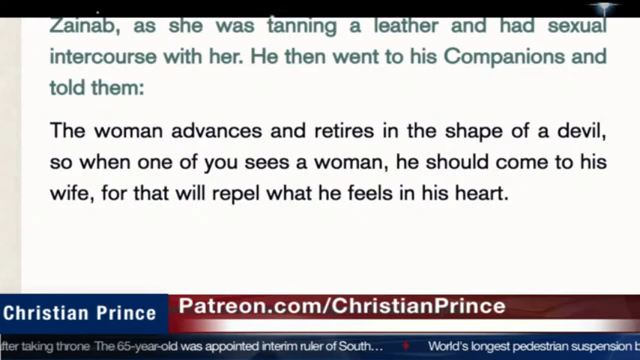 Zainab, as she was tanning a leather and had sexual
intercourse with her. He then went to his Companions and
told them:
The woman advances and retires in the shape of a devil,
so when one of you sees a woman, he should come to his
wife, for that will repel what he feels in his heart.
Christian Prince Patreon.com/ChristianPrince
after taking throne The 65-year-old was appointed interim ruler of South… World's longest pedestrian suspension b